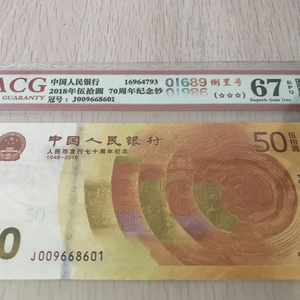 ACG
GUARANTY
中国人民银行 16964793 01689 倒置号
2018年伍拾圆 70周年纪念钞 01986 (☆☆☆)
冠号: J009668601
67 EPQ
Superb Gem Unc
中国人民银行
人民币发行七十周年纪念
1948-2018
50
50
0
J009668601